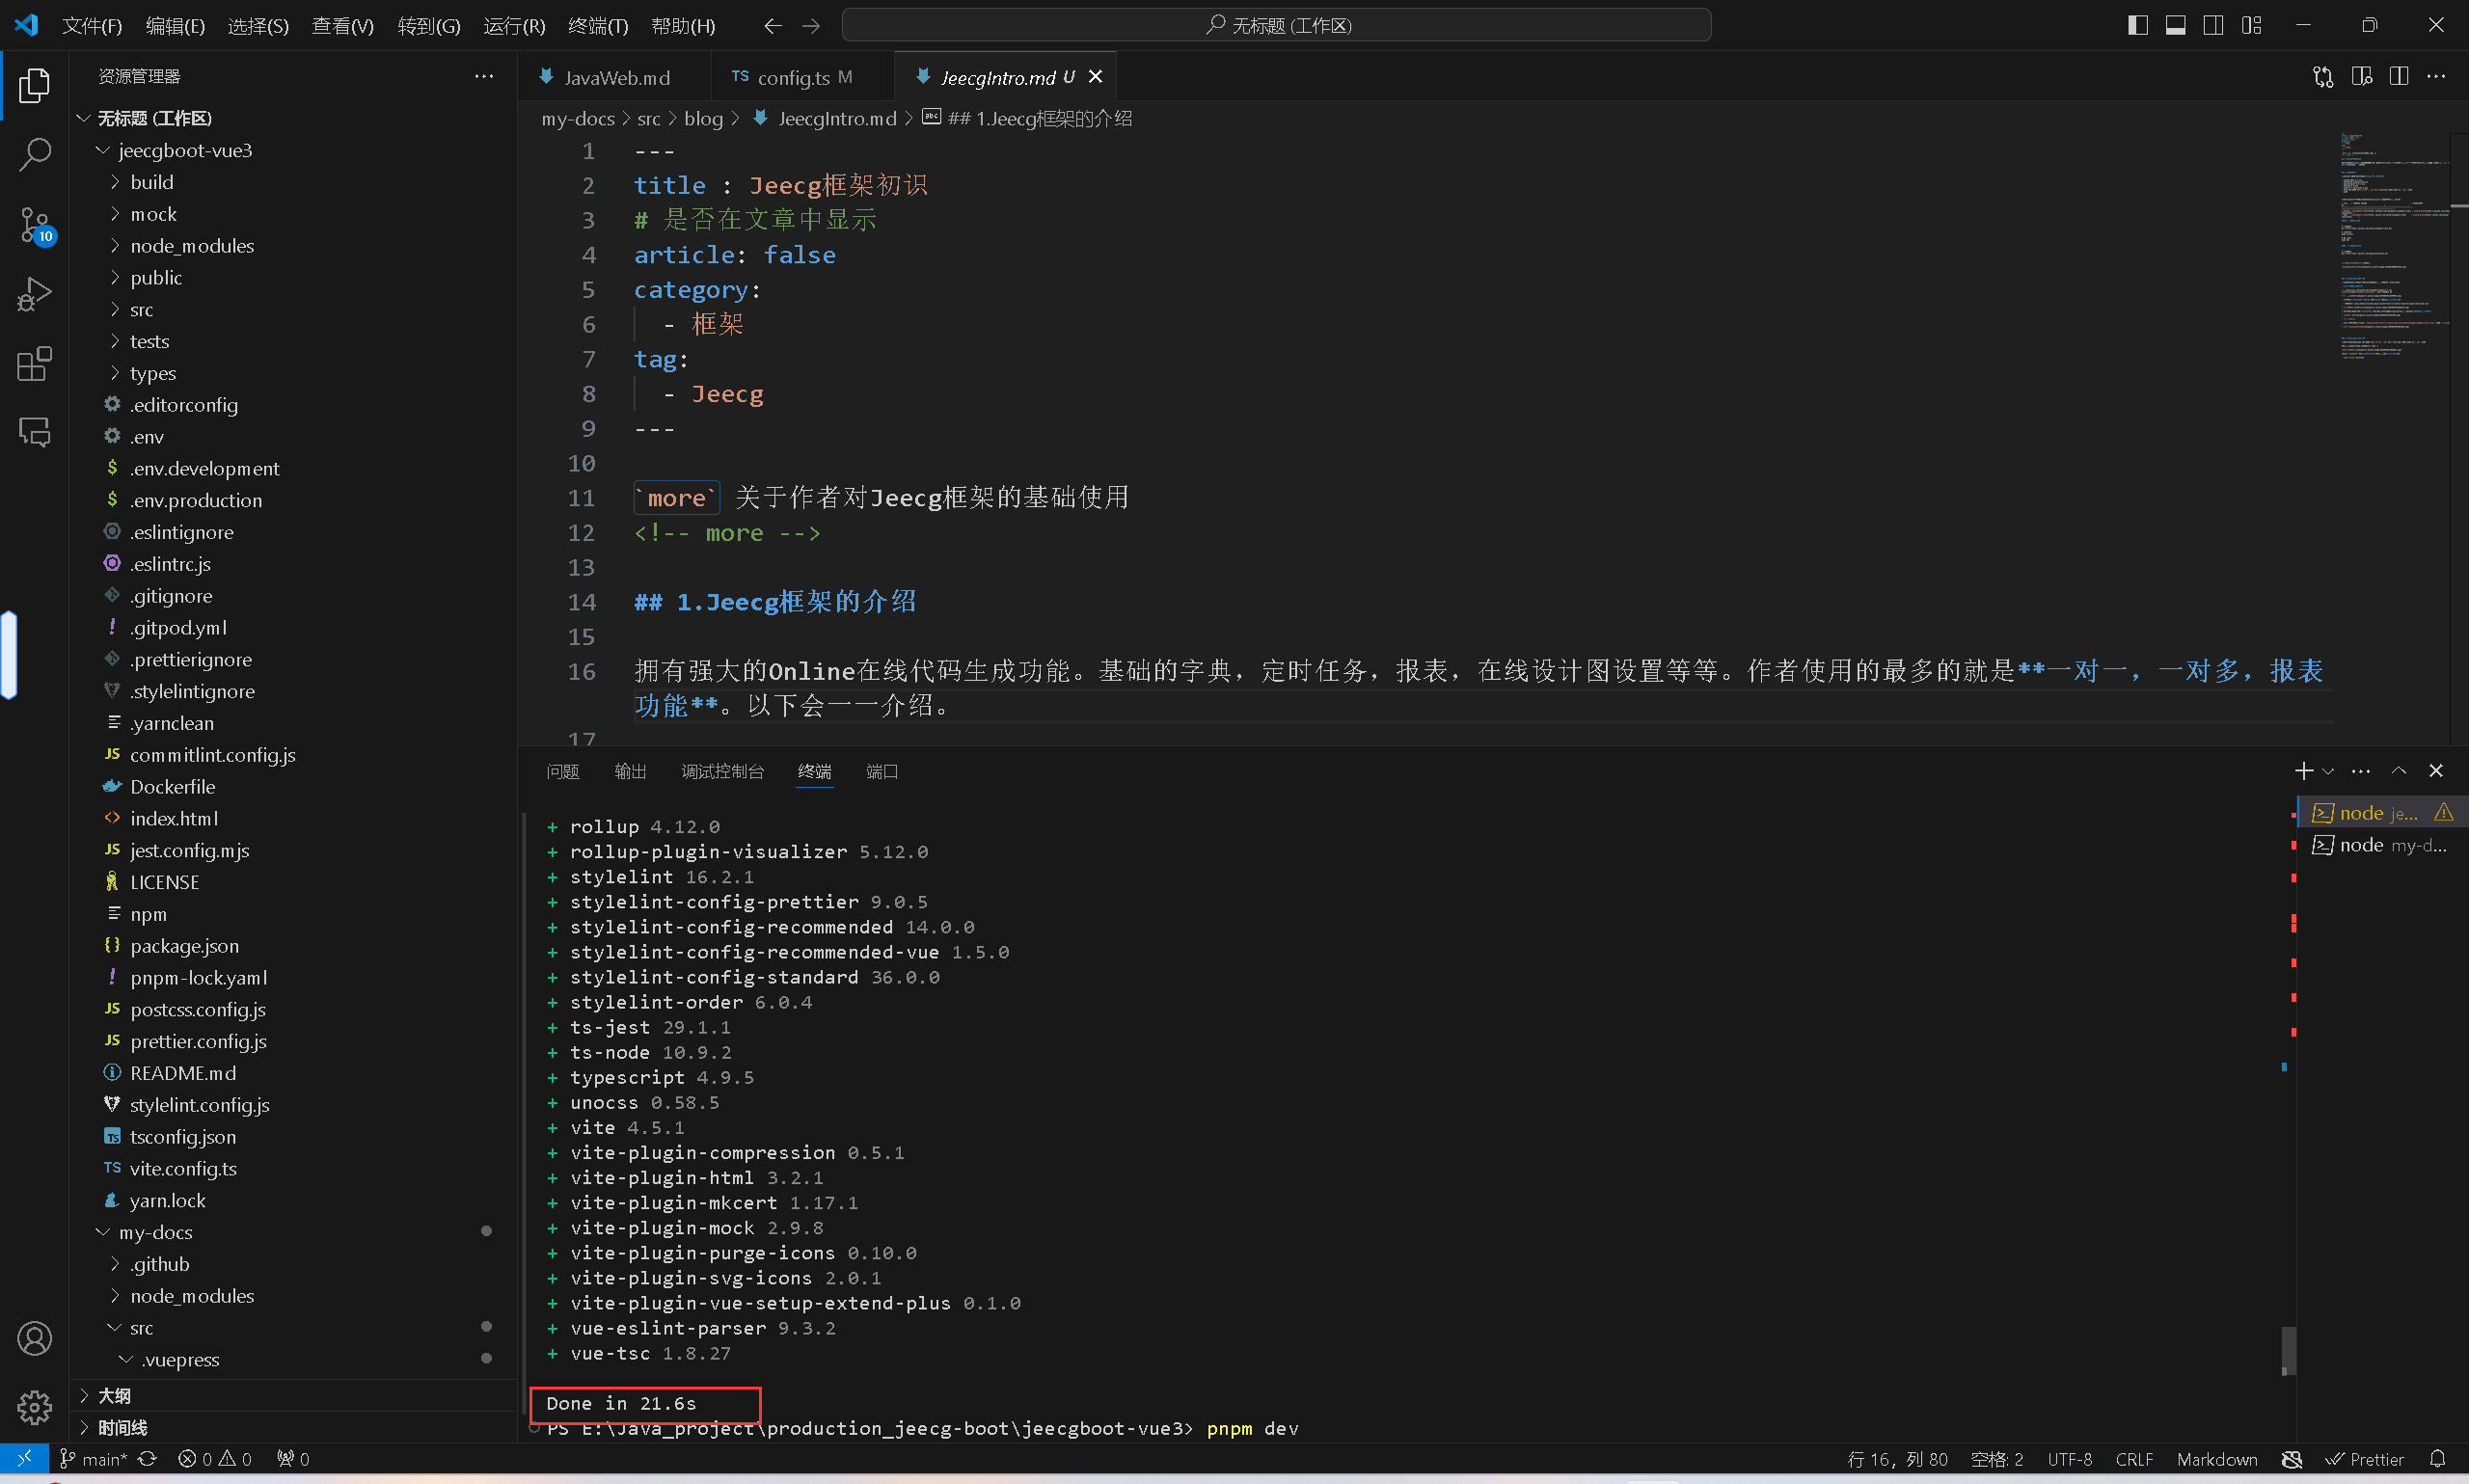 文件(F) 编辑(E) 选择(S) 查看(V) 转到(G) 运行(R) 终端(T) 帮助(H) 无标题 (工作区)
资源管理器
无标题 (工作区)
jeecgboot-vue3
build
mock
node_modules
public
src
tests
types
.editorconfig
.env
.env.development
.env.production
.eslintignore
.eslintrc.js
.gitignore
.gitpod.yml
.prettierignore
.stylelintignore
.yarnclean
commitlint.config.js
Dockerfile
index.html
jest.config.mjs
LICENSE
npm
package.json
pnpm-lock.yaml
postcss.config.js
prettier.config.js
README.md
stylelint.config.js
tsconfig.json
vite.config.ts
yarn.lock
my-docs
.github
node_modules
src
.vuepress
大纲
时间线
10
JavaWeb.md TS config.ts M JeecgIntro.md U
my-docs > src > blog > JeecgIntro.md > ## 1.Jeecg框架的介绍
1 ---
2 title : Jeecg框架初识
3 # 是否在文章中显示
4 article: false
5 category:
6 - 框架
7 tag:
8 - Jeecg
9 ---
10
11 `more` 关于作者对Jeecg框架的基础使用
12 <!-- more -->
13
14 ## 1.Jeecg框架的介绍
15
16 拥有强大的Online在线代码生成功能。基础的字典，定时任务，报表，在线设计图设置等等。作者使用的最多的就是**一对一，一对多，报表
功能**。以下会一一介绍。
17
问题 输出 调试控制台 终端 端口
+ rollup 4.12.0
+ rollup-plugin-visualizer 5.12.0
+ stylelint 16.2.1
+ stylelint-config-prettier 9.0.5
+ stylelint-config-recommended 14.0.0
+ stylelint-config-recommended-vue 1.5.0
+ stylelint-config-standard 36.0.0
+ stylelint-order 6.0.4
+ ts-jest 29.1.1
+ ts-node 10.9.2
+ typescript 4.9.5
+ unocss 0.58.5
+ vite 4.5.1
+ vite-plugin-compression 0.5.1
+ vite-plugin-html 3.2.1
+ vite-plugin-mkcert 1.17.1
+ vite-plugin-mock 2.9.8
+ vite-plugin-purge-icons 0.10.0
+ vite-plugin-svg-icons 2.0.1
+ vite-plugin-vue-setup-extend-plus 0.1.0
+ vue-eslint-parser 9.3.2
+ vue-tsc 1.8.27
Done in 21.6s
PS E:\Java_project\production_jeecg-boot\jeecgboot-vue3> pnpm dev
node je...
node my-d...
main* 0 0 0 行 16，列 80 空格: 2 UTF-8 CRLF Markdown Prettier